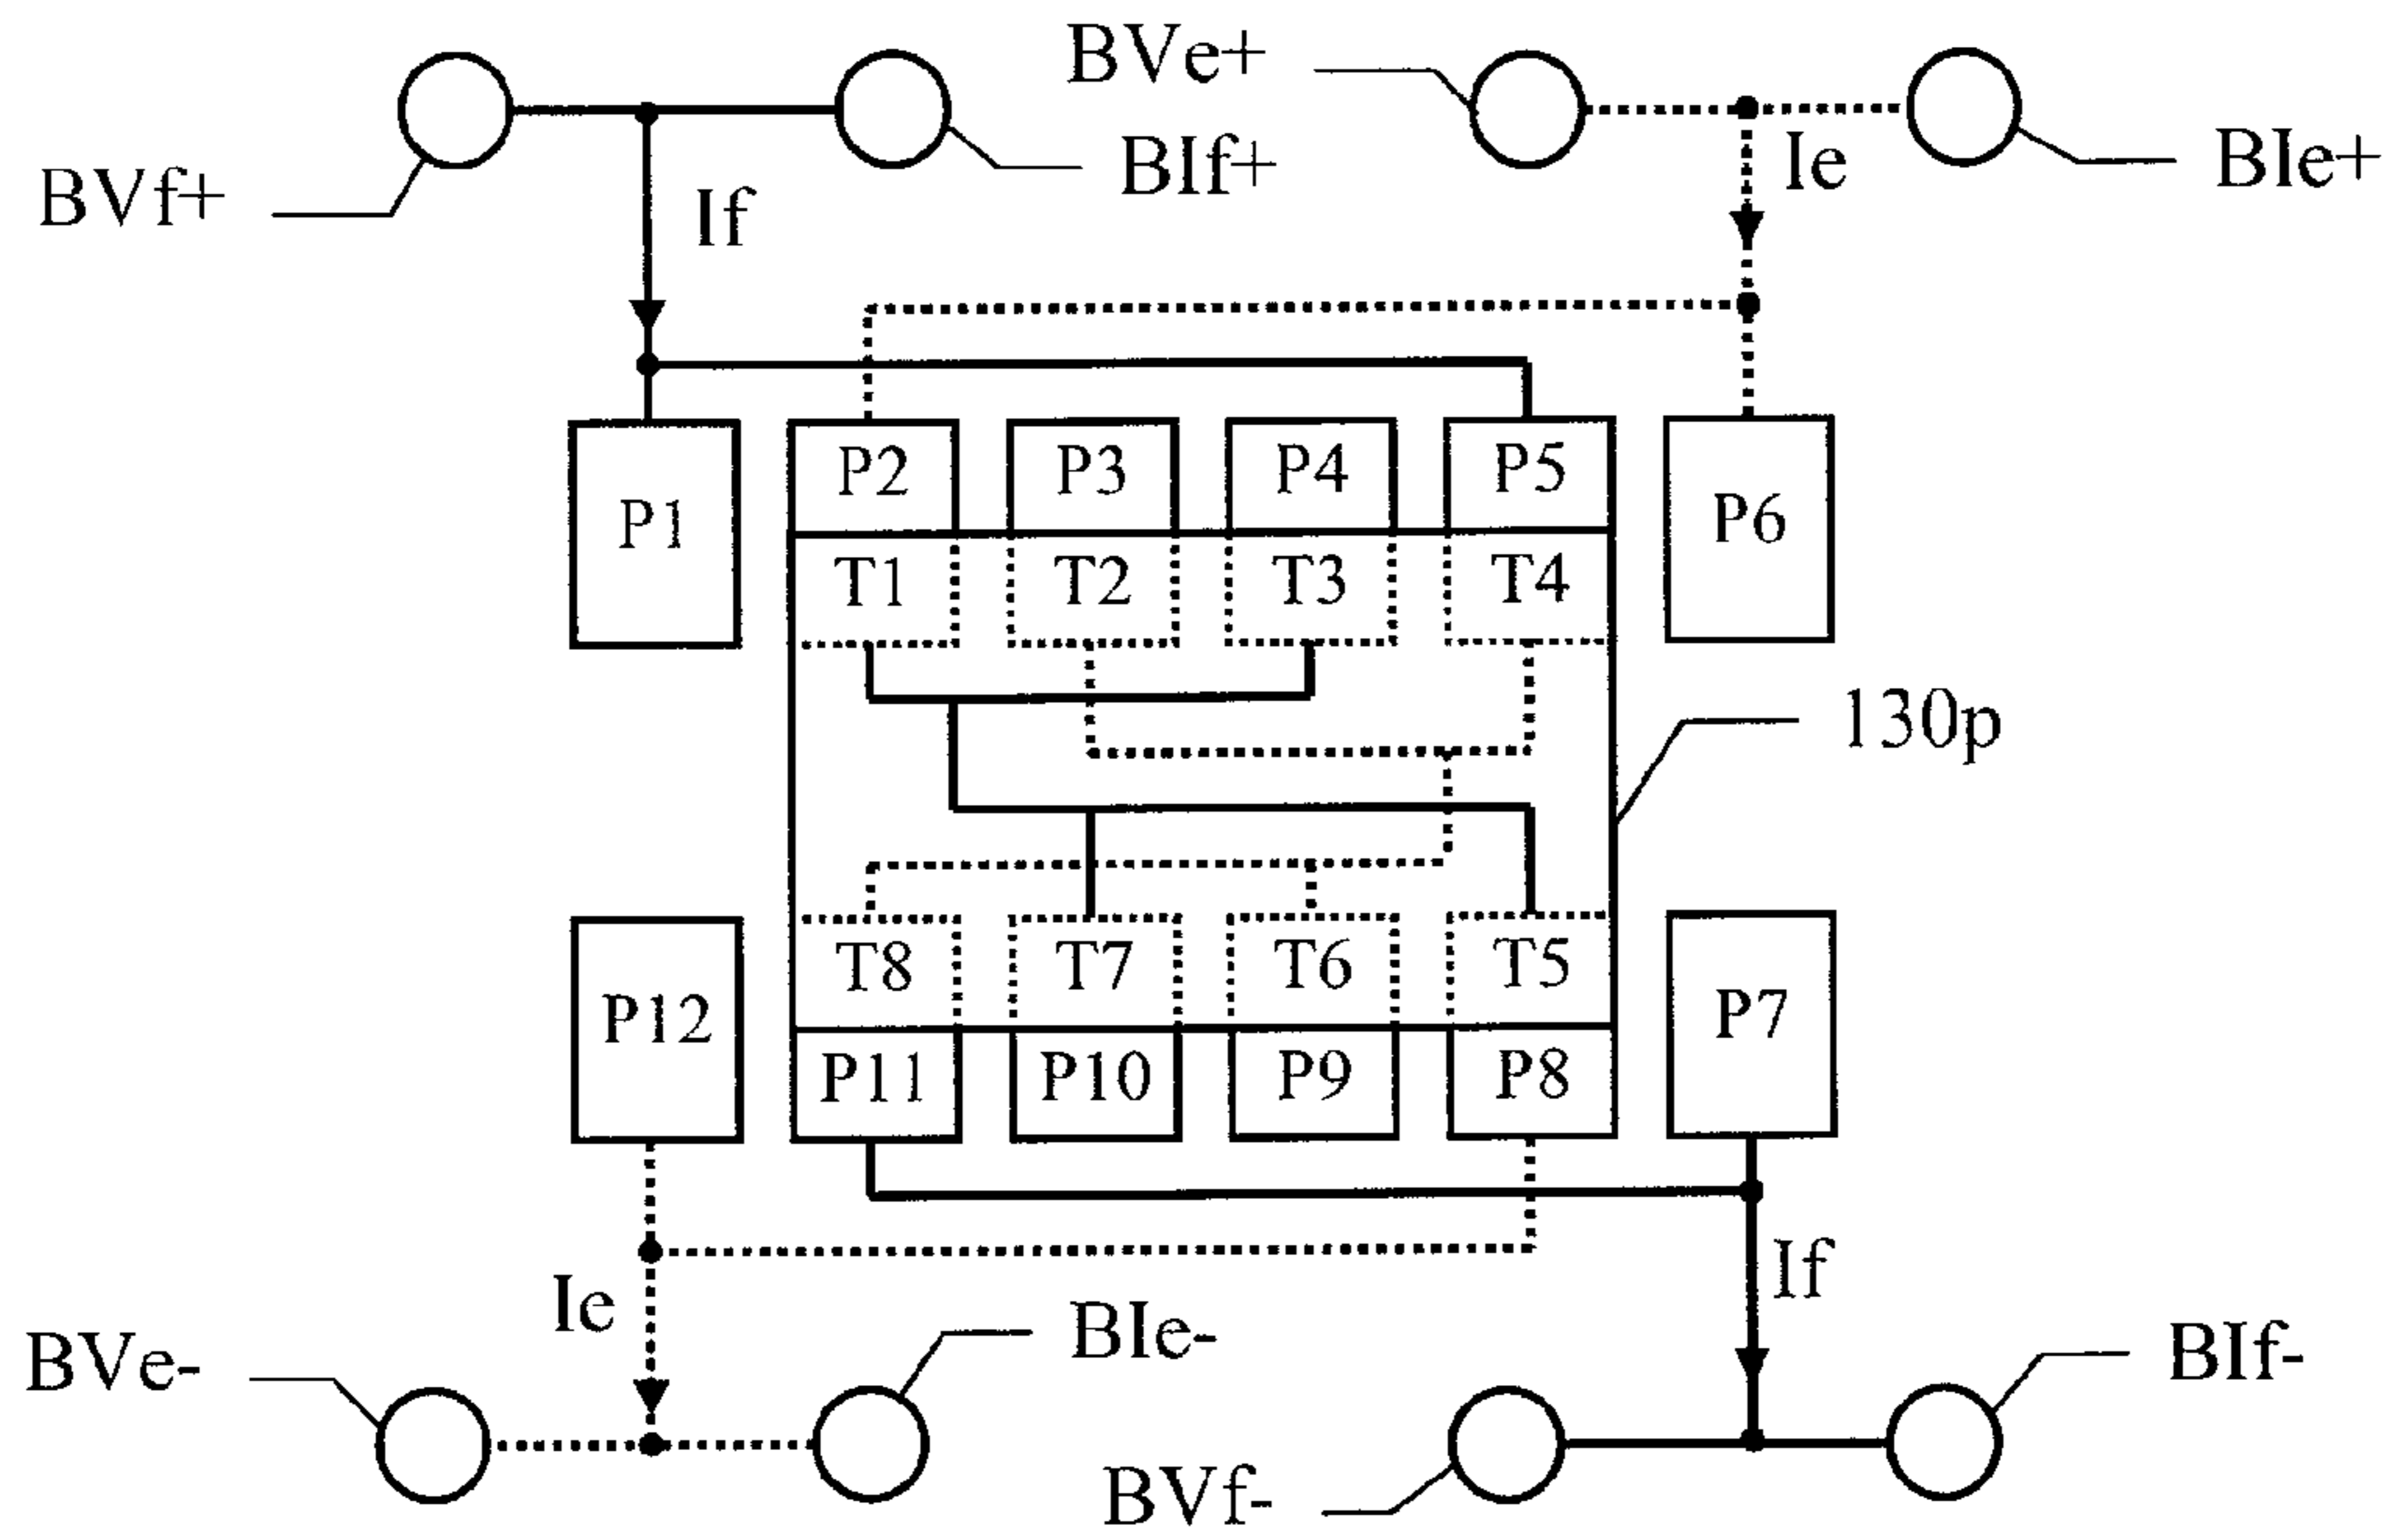 BVe+
BVf+
BIf+
Ie
BIe+
If
P1
P2
P3
P4
P5
P6
T1
T2
T3
T4
130p
T8
T7
T6
T5
P12
P11
P10
P9
P8
P7
Ie
If
BVe-
BIe-
BIf-
BVf-